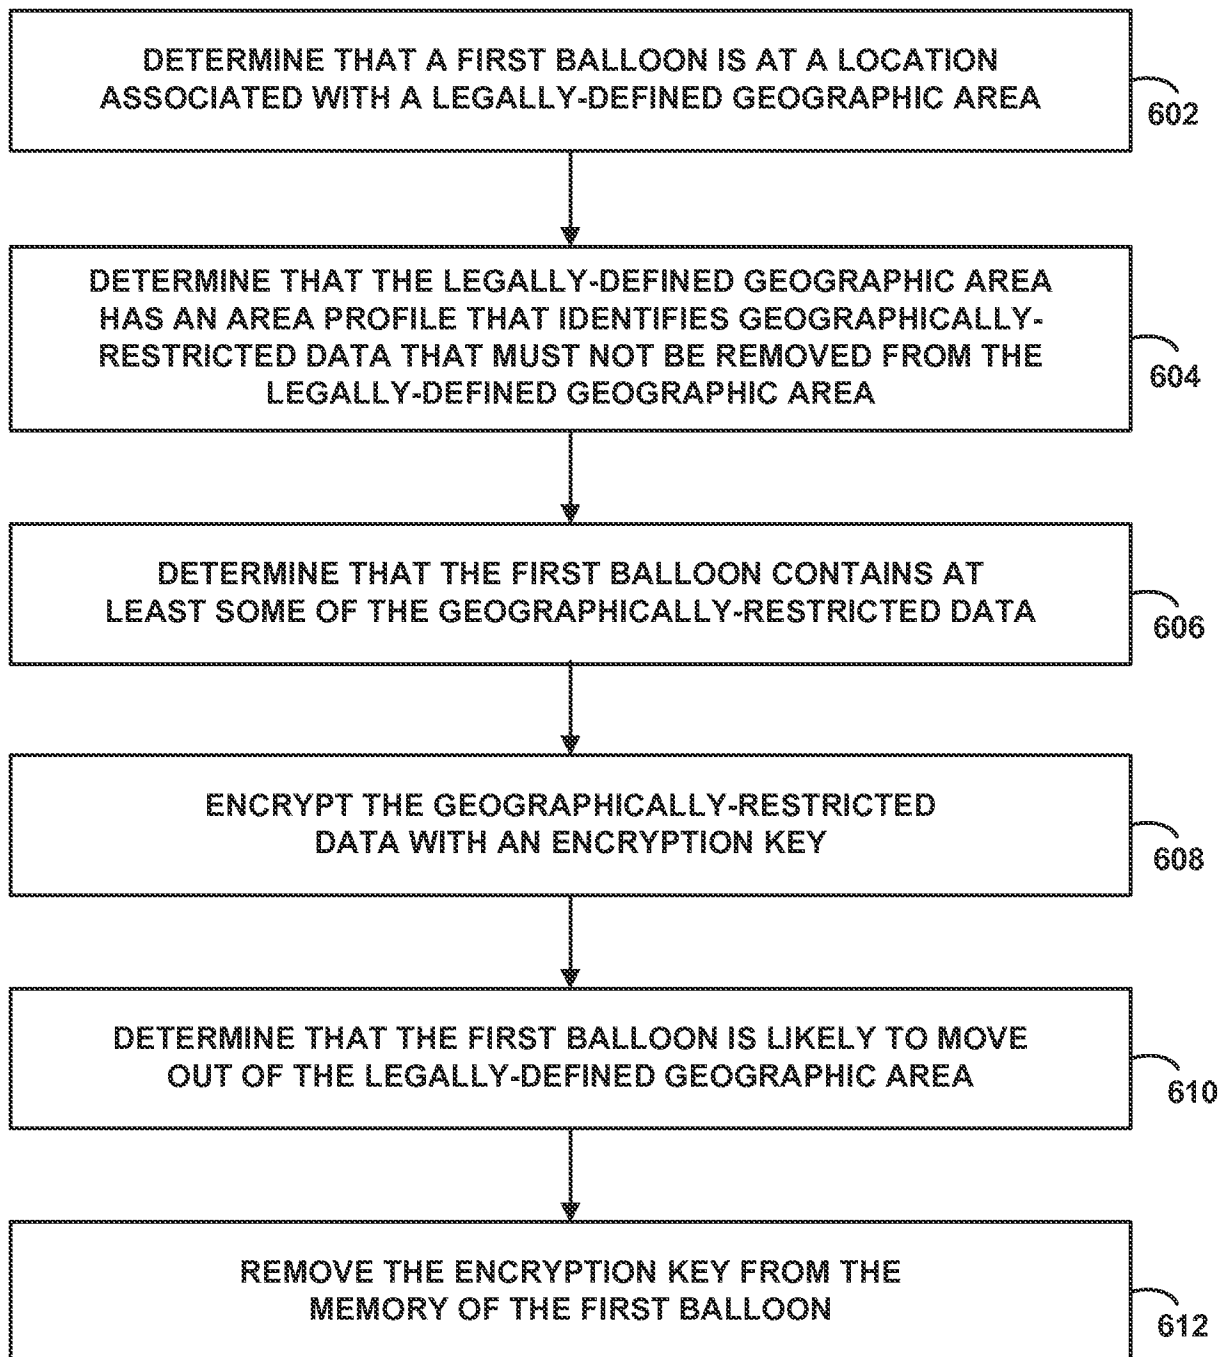 DETERMINE THAT A FIRST BALLOON IS AT A LOCATION
ASSOCIATED WITH A LEGALLY-DEFINED GEOGRAPHIC AREA
602
DETERMINE THAT THE LEGALLY-DEFINED GEOGRAPHIC AREA
HAS AN AREA PROFILE THAT IDENTIFIES GEOGRAPHICALLY-
RESTRICTED DATA THAT MUST NOT BE REMOVED FROM THE
LEGALLY-DEFINED GEOGRAPHIC AREA
604
DETERMINE THAT THE FIRST BALLOON CONTAINS AT
LEAST SOME OF THE GEOGRAPHICALLY-RESTRICTED DATA
606
ENCRYPT THE GEOGRAPHICALLY-RESTRICTED
DATA WITH AN ENCRYPTION KEY
608
DETERMINE THAT THE FIRST BALLOON IS LIKELY TO MOVE
OUT OF THE LEGALLY-DEFINED GEOGRAPHIC AREA
610
REMOVE THE ENCRYPTION KEY FROM THE
MEMORY OF THE FIRST BALLOON
612